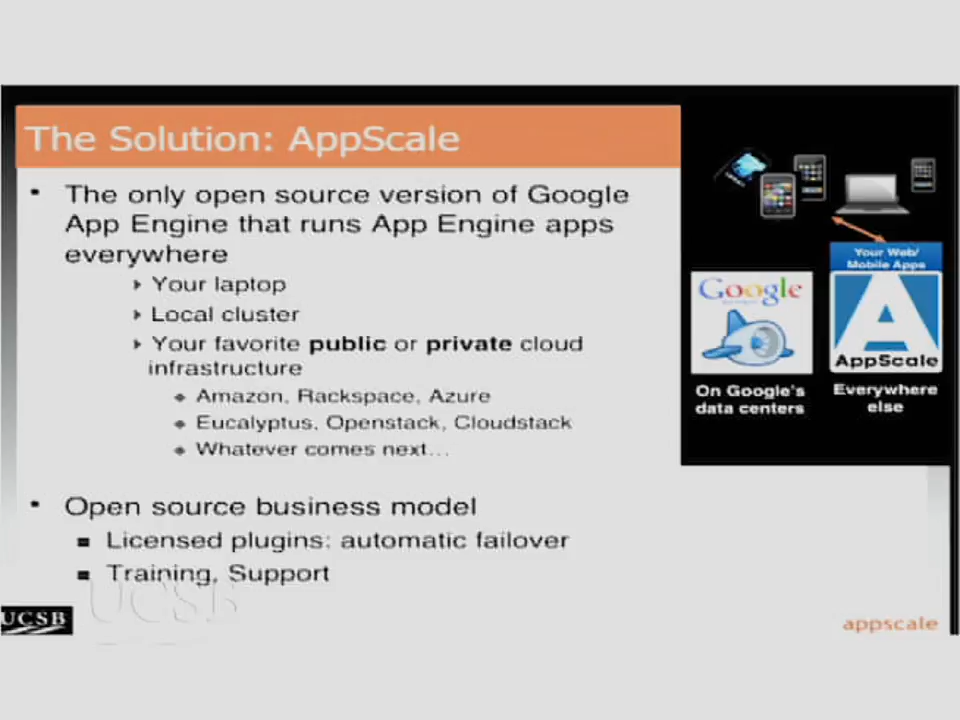 The Solution: AppScale
• The only open source version of Google
App Engine that runs App Engine apps
everywhere
Your laptop
Local cluster
Your favorite public or private cloud
infrastructure
Amazon, Rackspace, Azure
Eucalyptus, Openstack, Cloudstack
Whatever comes next...
• Open source business model
Licensed plugins: automatic failover
Training, Support
Your Web/
Mobile Apps
Google
AppScale
On Google's
data centers
Everywhere
else
UCSB
UCSB
appscale